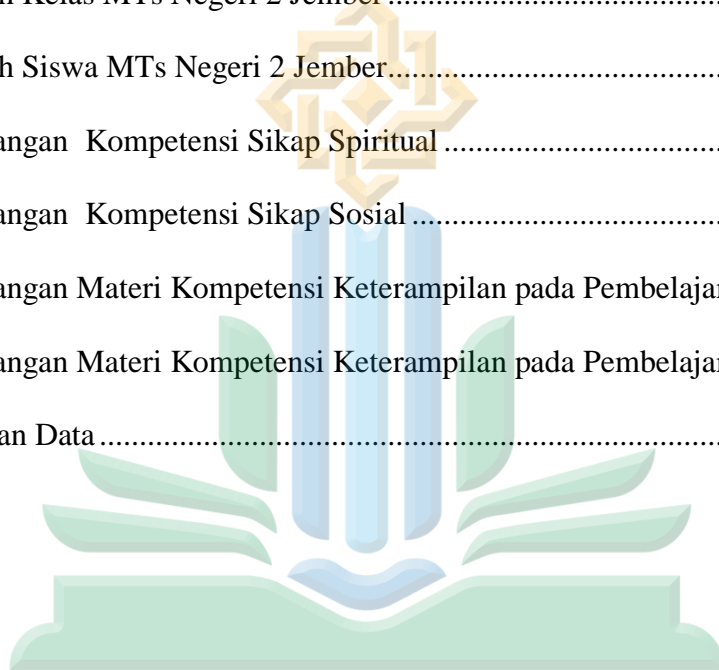 Kelas MTs Negeri 2 Jember ................
h Siswa MTs Negeri 2 Jember................
angan Kompetensi Sikap Spiritual ................
angan Kompetensi Sikap Sosial ................
angan Materi Kompetensi Keterampilan pada Pembelajar
angan Materi Kompetensi Keterampilan pada Pembelajar
an Data ................